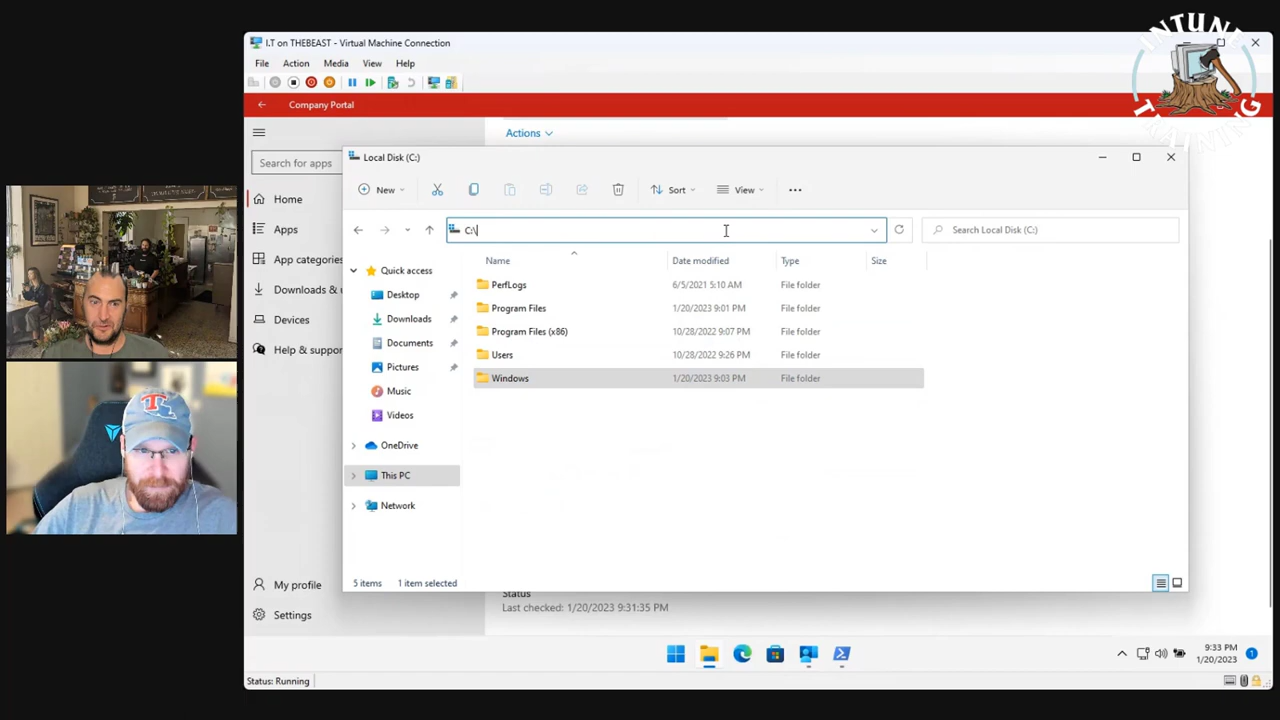 INTUNE
TRAINING
I.T on THEBEAST - Virtual Machine Connection
File Action Media View Help
Company Portal
Search for apps
Home
Apps
App categories
Downloads & u
Devices
Help & suppor
My profile
Settings
Actions
Local Disk (C:)
New Sort View
C:\
Search Local Disk (C:)
Name Date modified Type Size
PerfLogs 6/5/2021 5:10 AM File folder
Program Files 1/20/2023 9:01 PM File folder
Program Files (x86) 10/28/2022 9:07 PM File folder
Users 10/28/2022 9:26 PM File folder
Windows 1/20/2023 9:03 PM File folder
Quick access
Desktop
Downloads
Documents
Pictures
Music
Videos
OneDrive
This PC
Network
5 items 1 item selected
Status
Last checked: 1/20/2023 9:31:35 PM
9:33 PM
1/20/2023
1
Status: Running